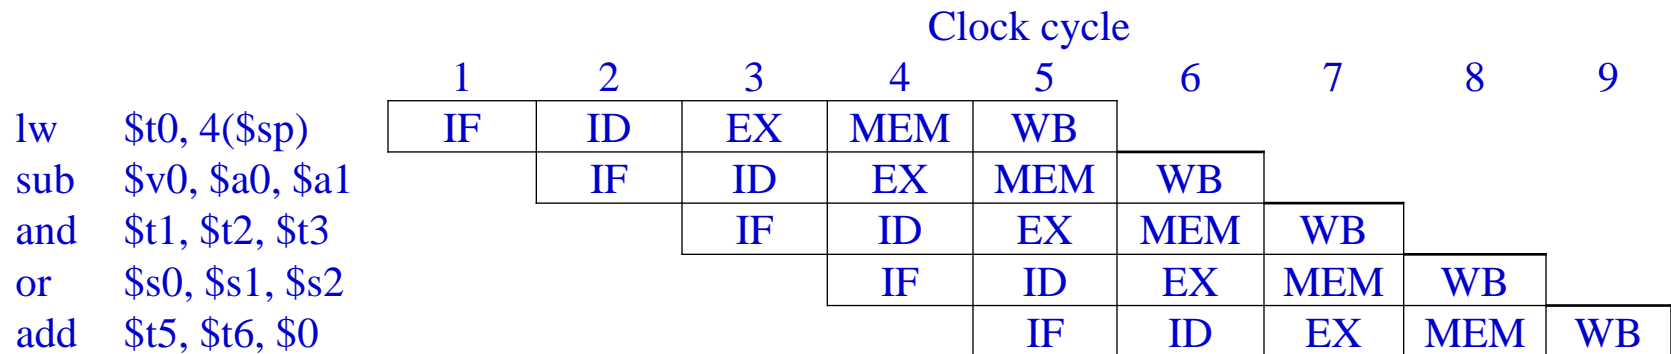 Clock cycle
1 2 3 4 5 6 7 8 9
lw $t0, 4($sp) IF ID EX MEM WB
sub $v0, $a0, $a1 IF ID EX MEM WB
and $t1, $t2, $t3 IF ID EX MEM WB
or $s0, $s1, $s2 IF ID EX MEM WB
add $t5, $t6, $0 IF ID EX MEM WB